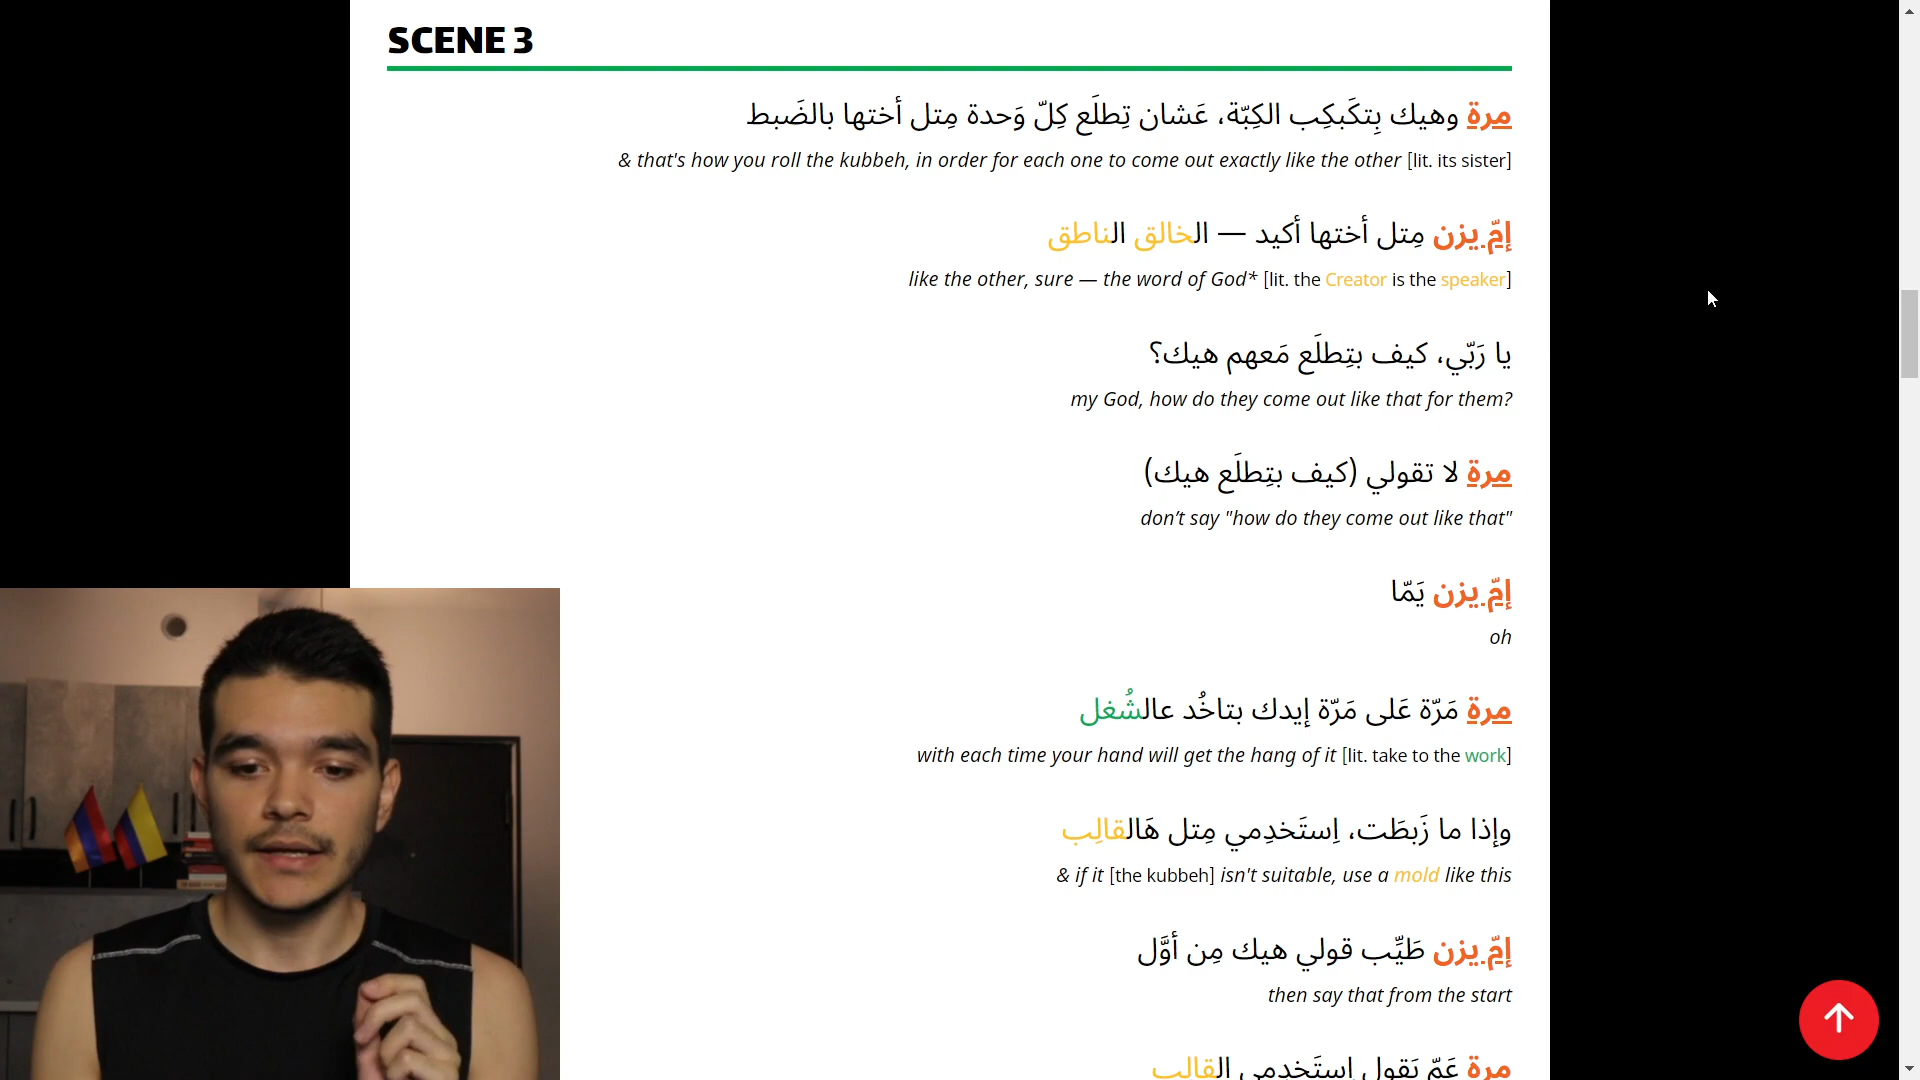 SCENE 3
مرة وهيك بِتكَبكِب الكِبّة، عَشان تِطلَع كِلّ وَحدة مِتل أختها بالضَبط
& that's how you roll the kubbeh, in order for each one to come out exactly like the other [lit. its sister]
إمّ يزن مِتل أختها أكيد — الخالق الناطق
like the other, sure — the word of God* [lit. the Creator is the speaker]
يا رَبّي، كيف بتِطلَع مَعهم هيك؟
my God, how do they come out like that for them?
مرة لا تقولي (كيف بتِطلَع هيك)
don’t say "how do they come out like that"
إمّ يزن يَمّا
oh
مرة مَرّة عَلى مَرّة إيدك بتاخُد عالشُغل
with each time your hand will get the hang of it [lit. take to the work]
وإذا ما زَبطَت، اِستَخدِمي مِتل هَالقالِب
& if it [the kubbeh] isn't suitable, use a mold like this
إمّ يزن طَيِّب قولي هيك مِن أوَّل
then say that from the start
مرة عَمّ بَقول اِستَخدِمي القالب